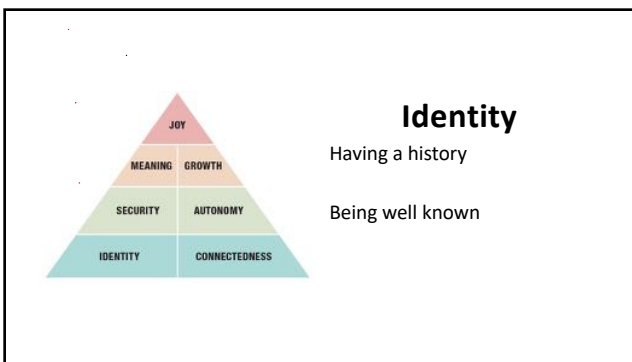 JOY
MEANING GROWTH
SECURITY AUTONOMY
IDENTITY CONNECTEDNESS
Identity
Having a history
Being well known